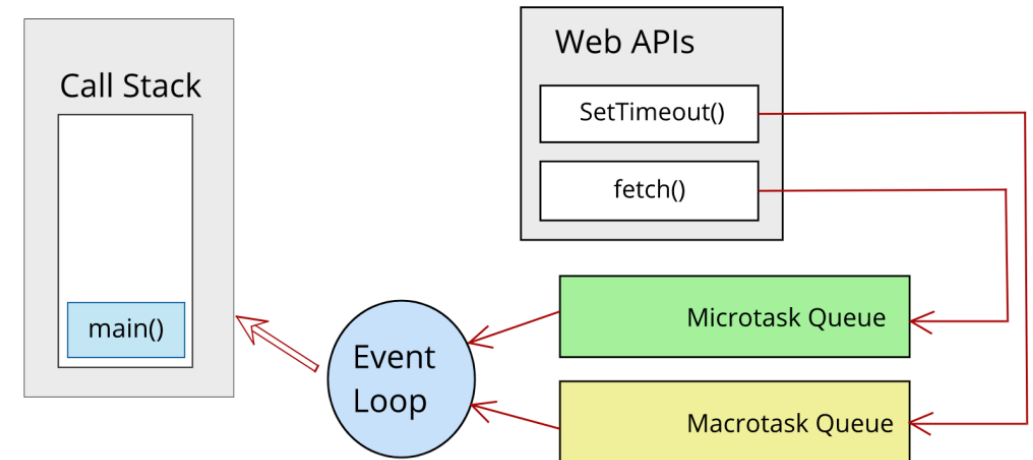 Call Stack
main()
Web APIs
SetTimeout()
fetch()
Event
Loop
Microtask Queue
Macrotask Queue